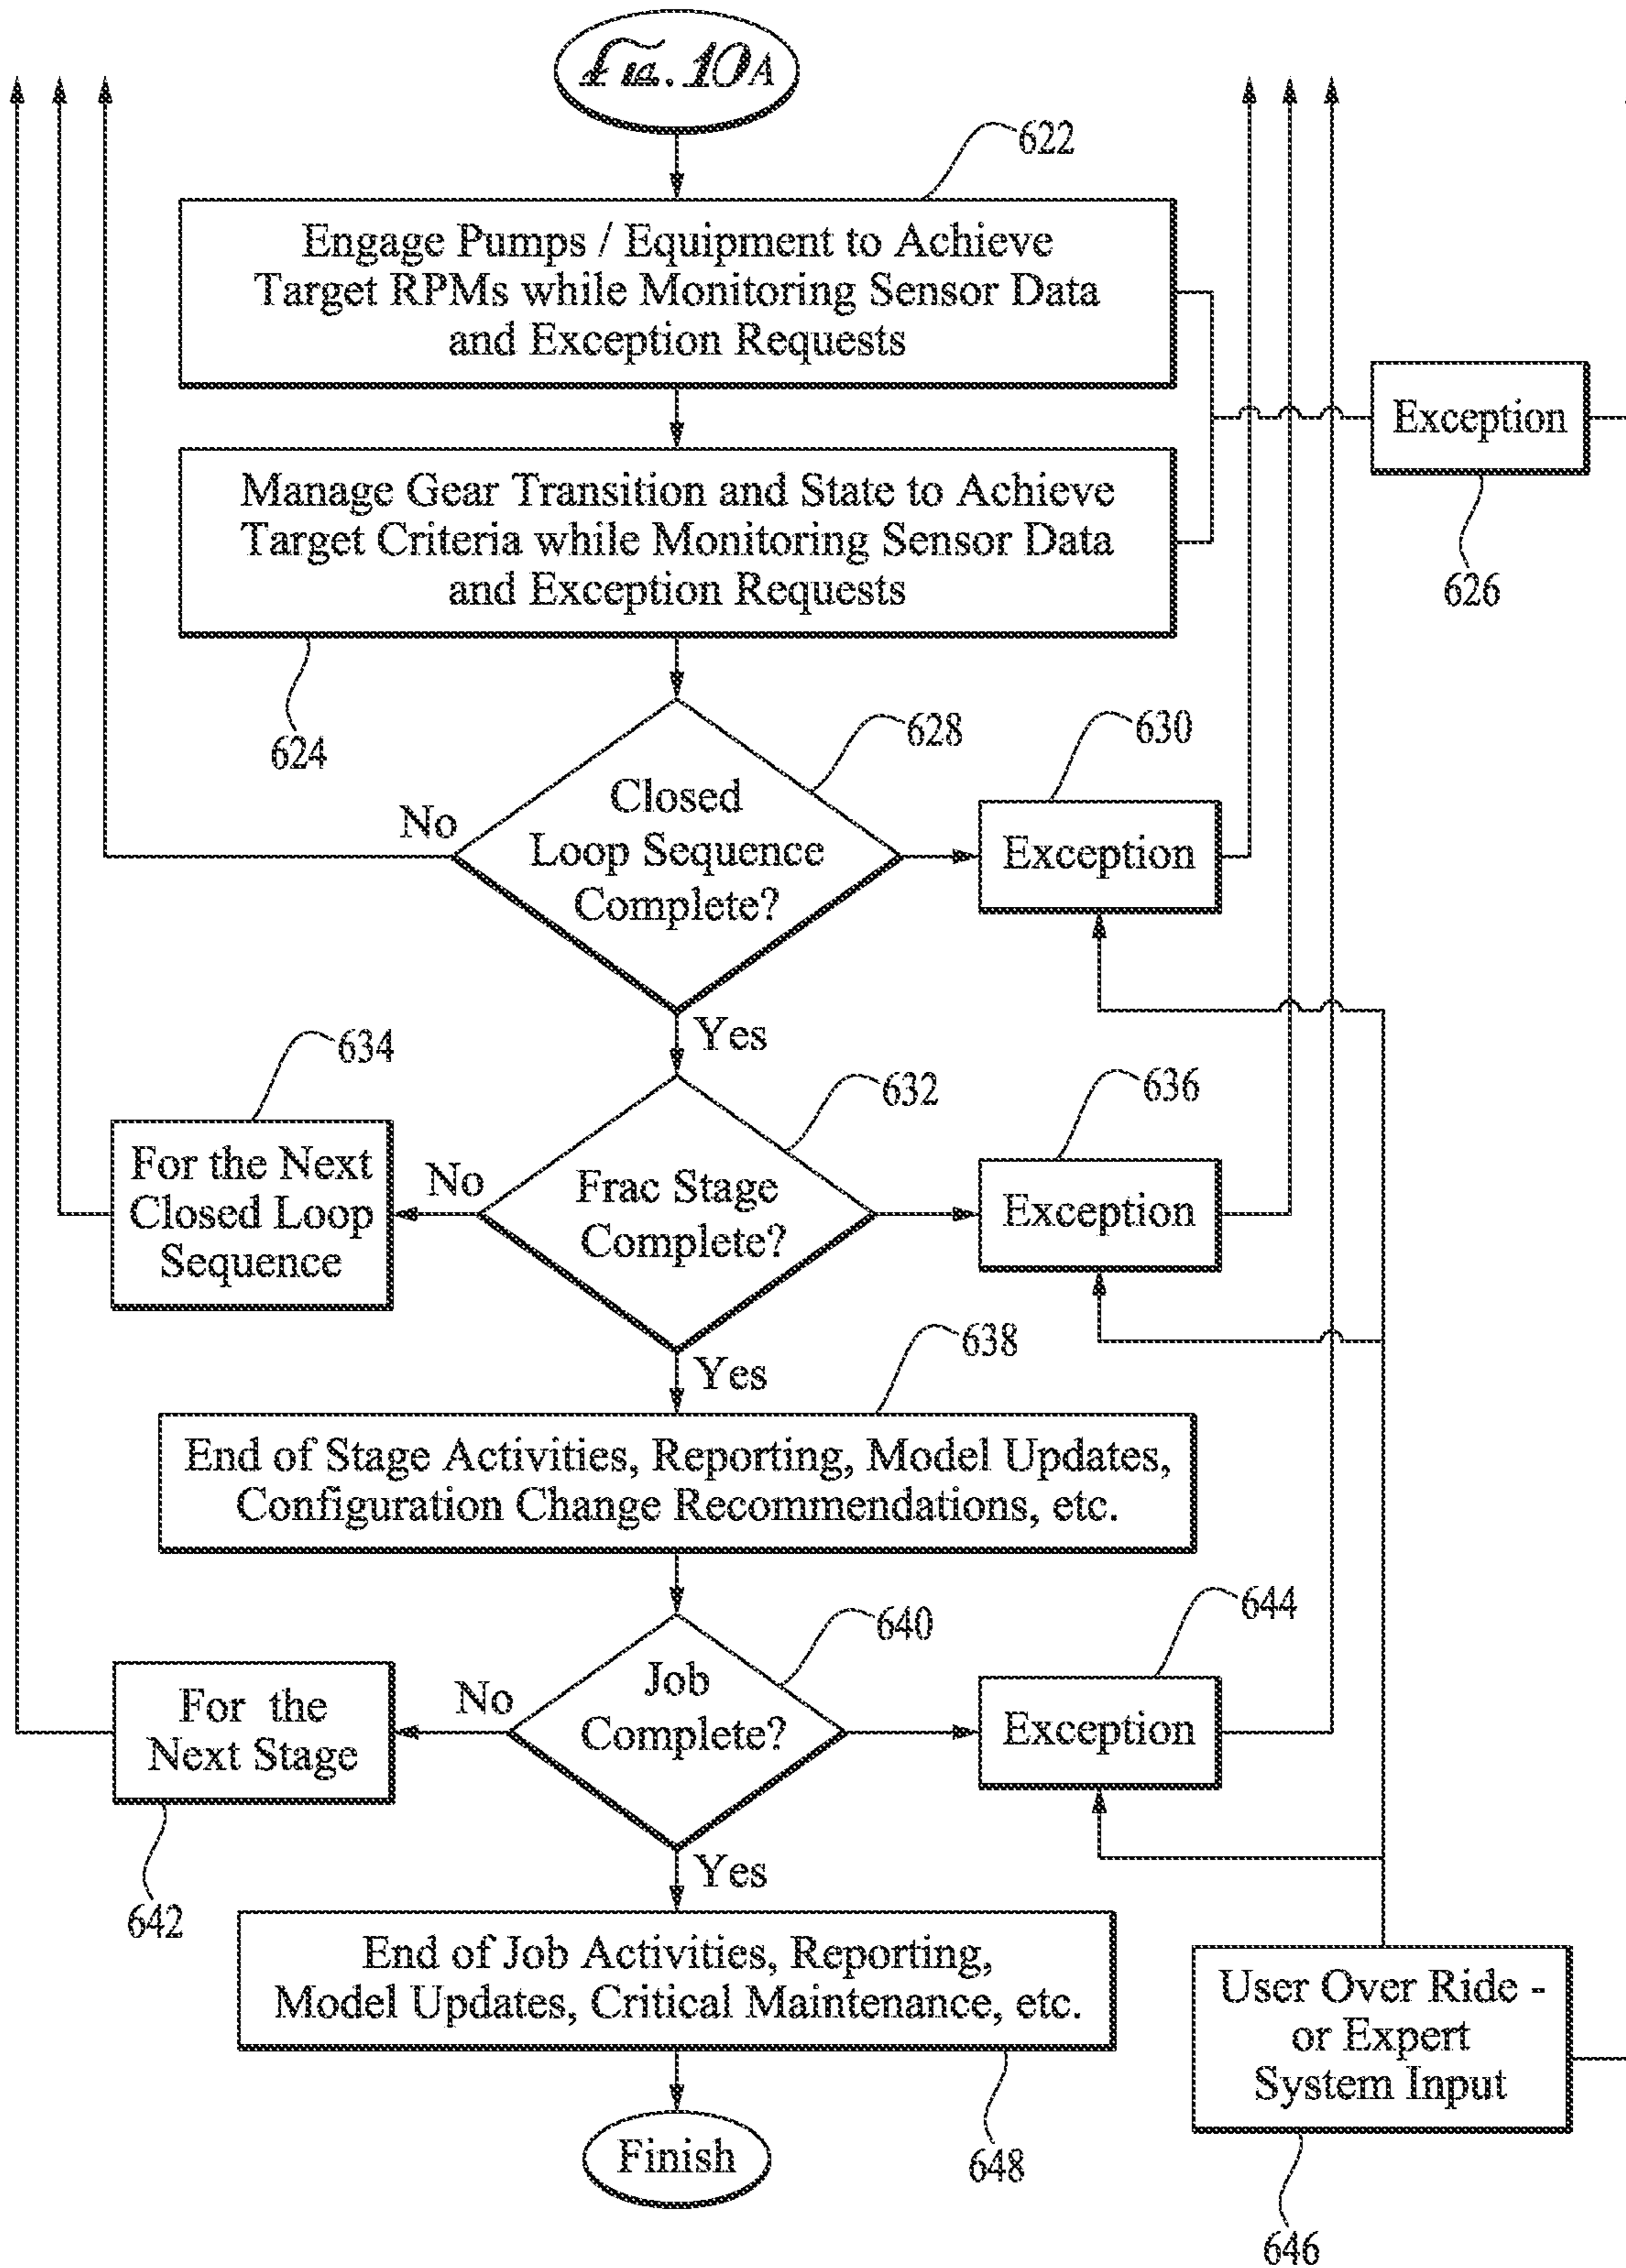 Fig. 10A
622
Engage Pumps / Equipment to Achieve
Target RPMs while Monitoring Sensor Data
and Exception Requests
Exception
626
Manage Gear Transition and State to Achieve
Target Criteria while Monitoring Sensor Data
and Exception Requests
624
628
Closed
Loop Sequence
Complete?
No
630
Exception
Yes
634
For the Next
Closed Loop
Sequence
No
632
Frac Stage
Complete?
636
Exception
Yes
638
End of Stage Activities, Reporting, Model Updates,
Configuration Change Recommendations, etc.
640
Job
Complete?
No
For the
Next Stage
642
644
Exception
Yes
End of Job Activities, Reporting,
Model Updates, Critical Maintenance, etc.
648
User Over Ride -
or Expert
System Input
646
Finish